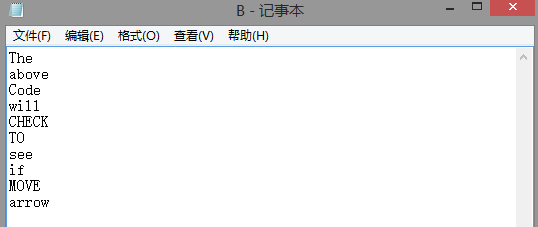 B - 记事本
文件(F) 编辑(E) 格式(O) 查看(V) 帮助(H)
The
above
Code
will
CHECK
TO
see
if
MOVE
arrow